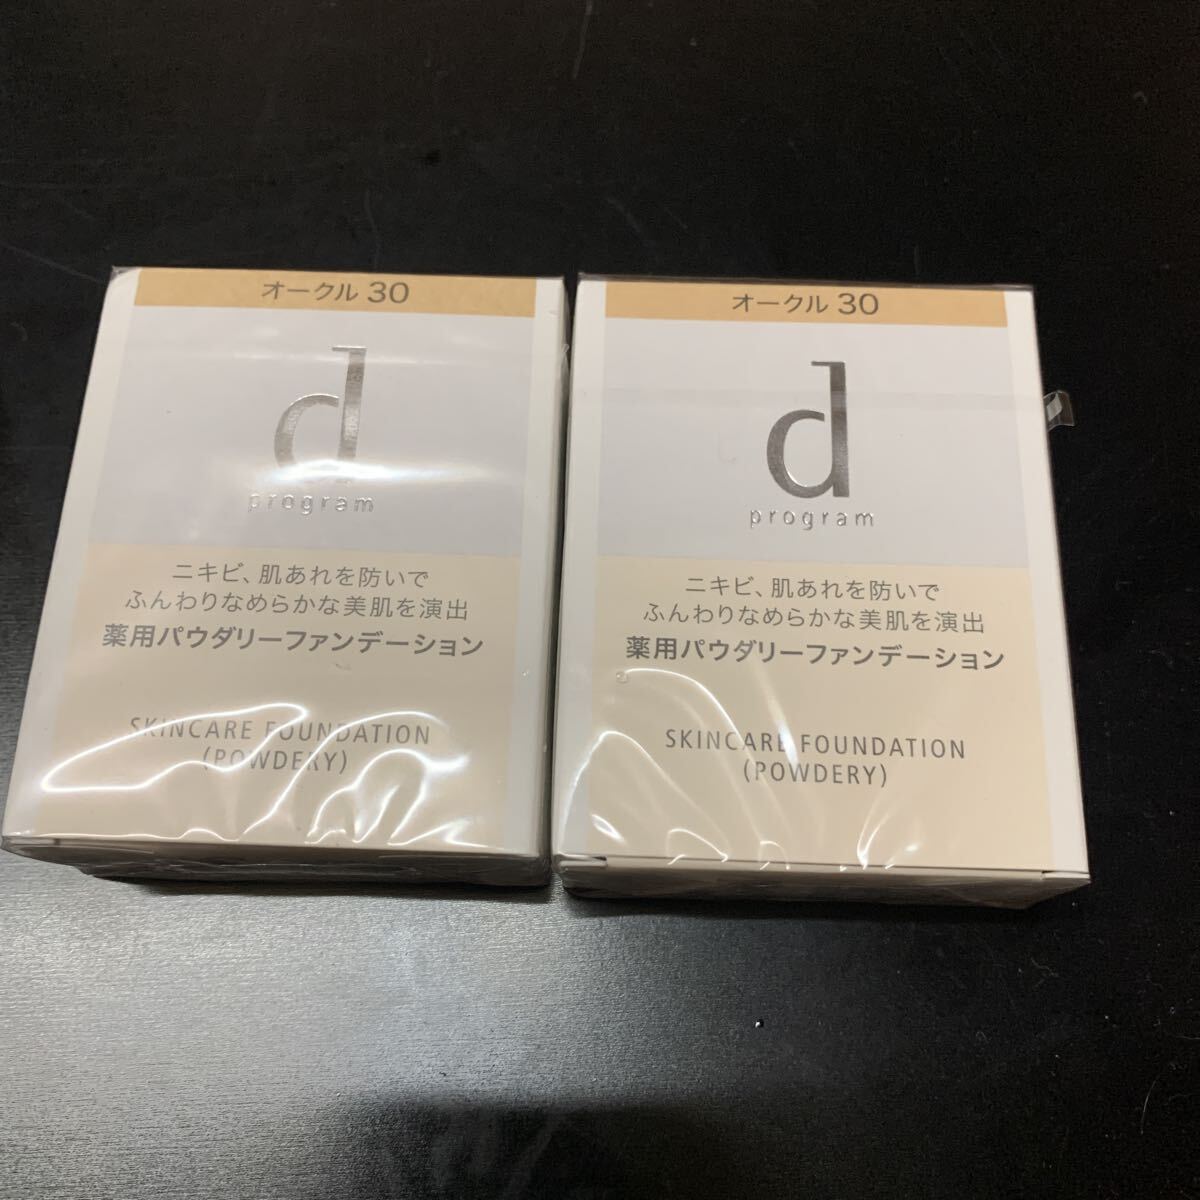 オークル 30
d
program
ニキビ、肌あれを防いで
ふんわりなめらかな美肌を演出
薬用パウダリーファンデーション
SKINCARE FOUNDATION
(POWDERY)
オークル 30
d
program
ニキビ、肌あれを防いで
ふんわりなめらかな美肌を演出
薬用パウダリーファンデーション
SKINCARE FOUNDATION
(POWDERY)